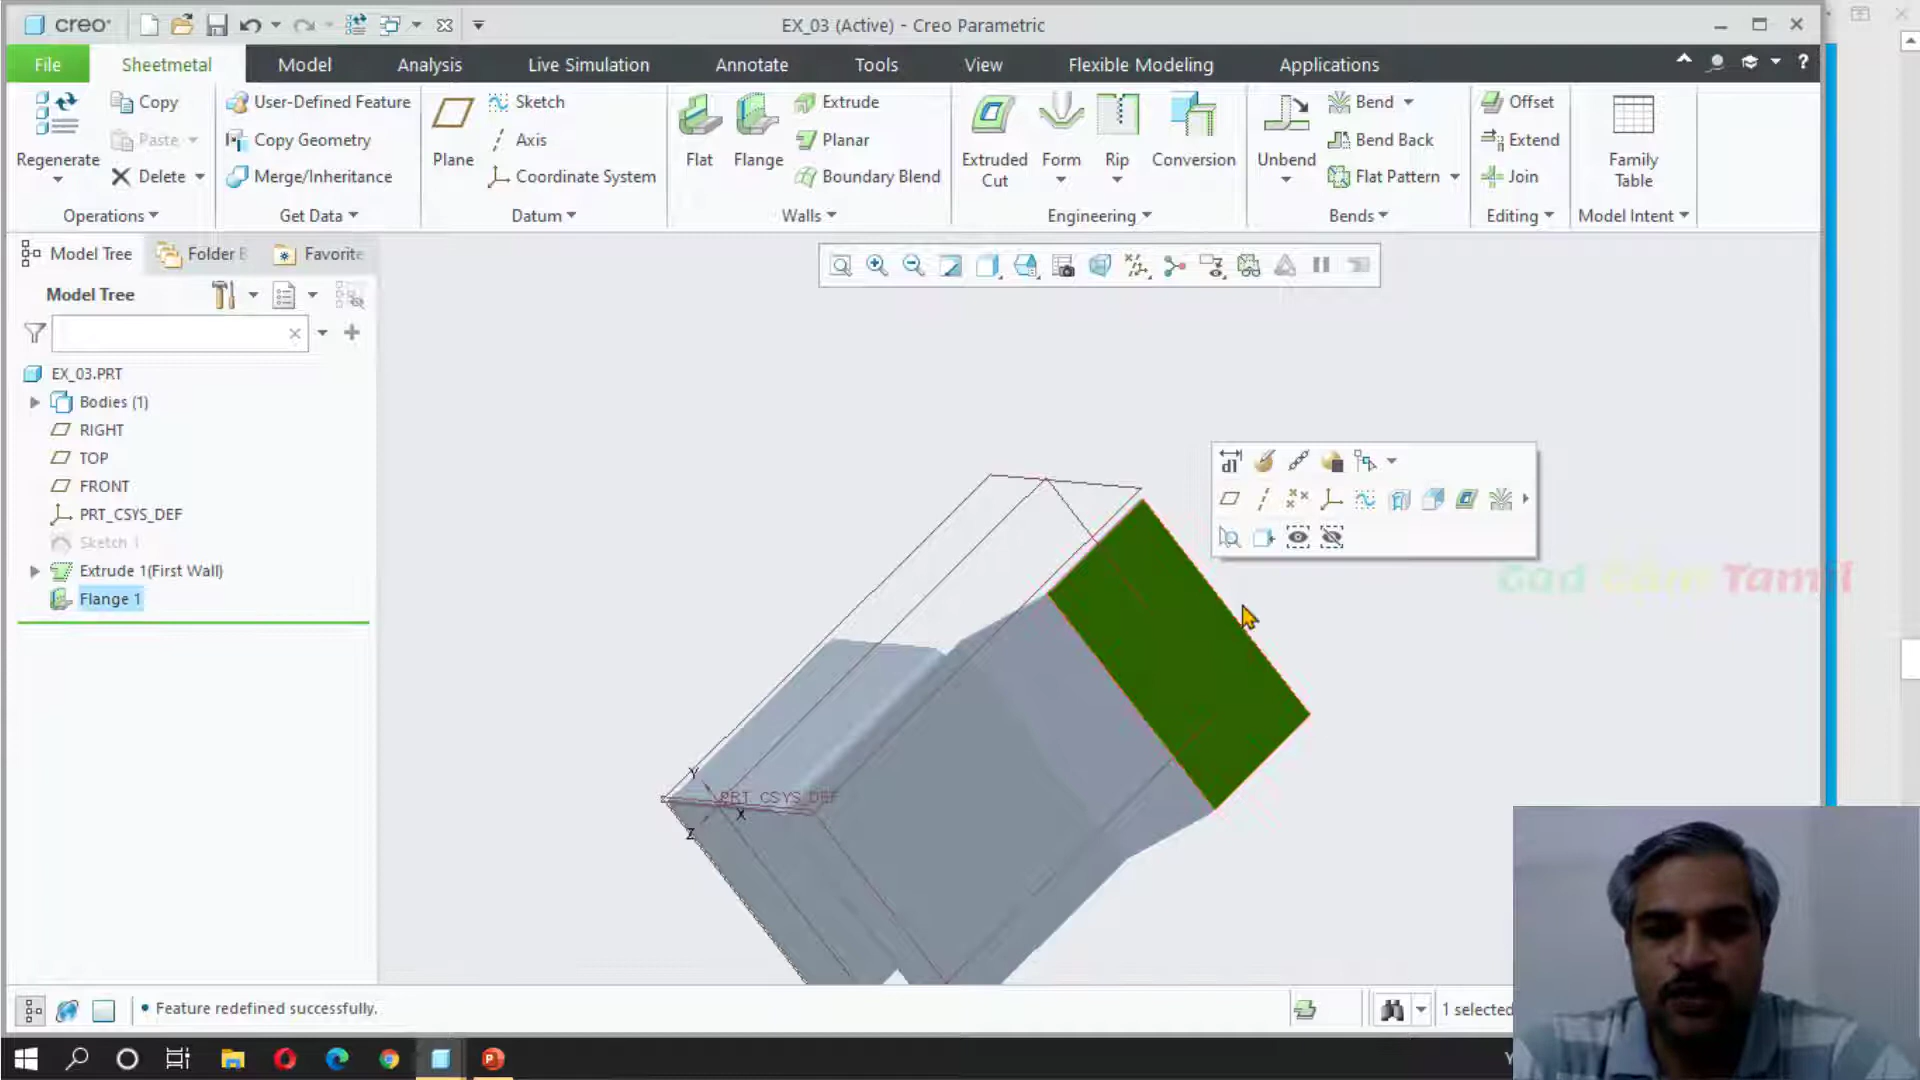 creo
EX_03 (Active) - Creo Parametric
File
Sheetmetal
Model
Analysis
Live Simulation
Annotate
Tools
View
Flexible Modeling
Applications
Regenerate
Copy
Paste
Delete
Operations
User-Defined Feature
Copy Geometry
Merge/Inheritance
Get Data
Plane
Sketch
Axis
Coordinate System
Datum
Flat
Flange
Extrude
Planar
Boundary Blend
Walls
Extruded
Cut
Form
Rip
Conversion
Engineering
Unbend
Bend
Bend Back
Flat Pattern
Bends
Offset
Extend
Join
Editing
Family
Table
Model Intent
Model Tree
Folder B
Favorite
Model Tree
EX_03.PRT
Bodies (1)
RIGHT
TOP
FRONT
PRT_CSYS_DEF
Sketch 1
Extrude 1(First Wall)
Flange 1
Y
PRT_CSYS_DEF
X
Z
Cad Cam Tamil
• Feature redefined successfully.
1 selected